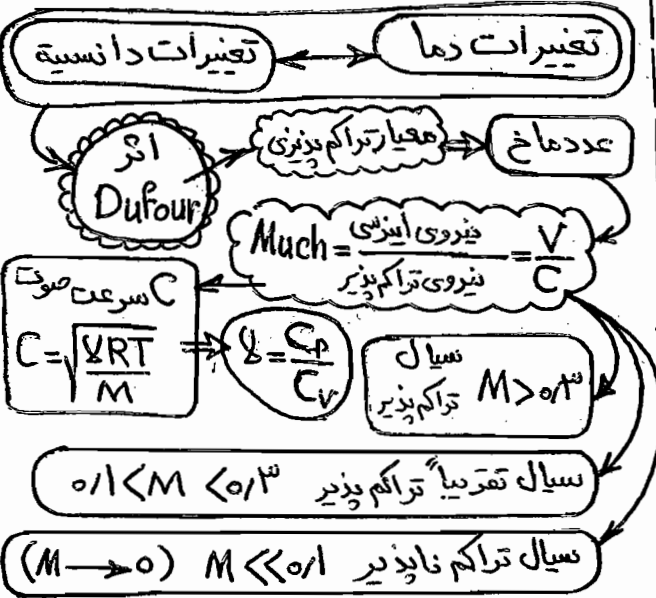 تغییرات دما ↔ تغییرات دانسیته
اثر
Dufour
معیار تراکم پذیری ⇒ عدد ماخ
Much = نیروی اینرسی / نیروی تراکم پذیر = V/C
C سرعت صوت
C = √(γRT/M) ⇒ γ = Cp/Cv
سیال تراکم پذیر M > ۰/۳
سیال تقریباً تراکم پذیر ۰/۱ < M < ۰/۳
سیال تراکم ناپذیر M << ۰/۱ (M → ۰)